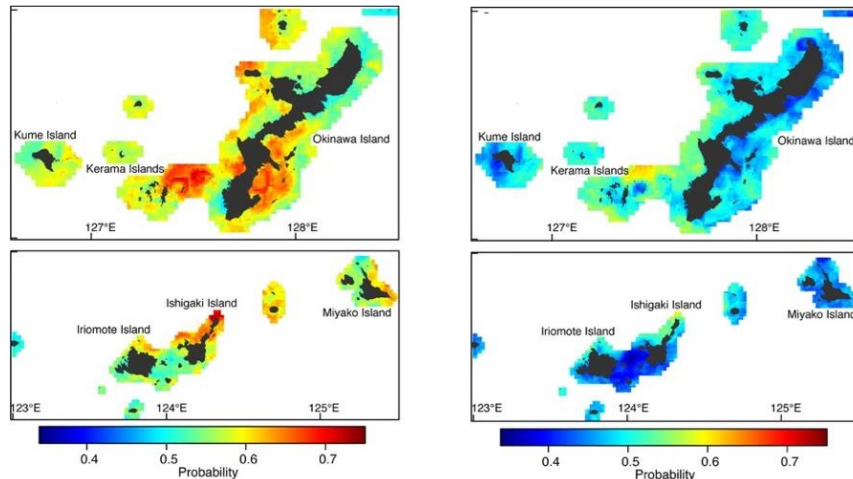 Kume Island
Kerama Islands
Okinawa Island
127°E
128°E
Ishigaki Island
Iriomote Island
Miyako Island
123°E
124°E
125°E
0.4
0.5
0.6
0.7
Probability
Kume Island
Kerama Islands
Okinawa Island
127°E
128°E
Ishigaki Island
Iriomote Island
Miyako Island
123°E
124°E
125°E
0.4
0.5
0.6
0.7
Probability